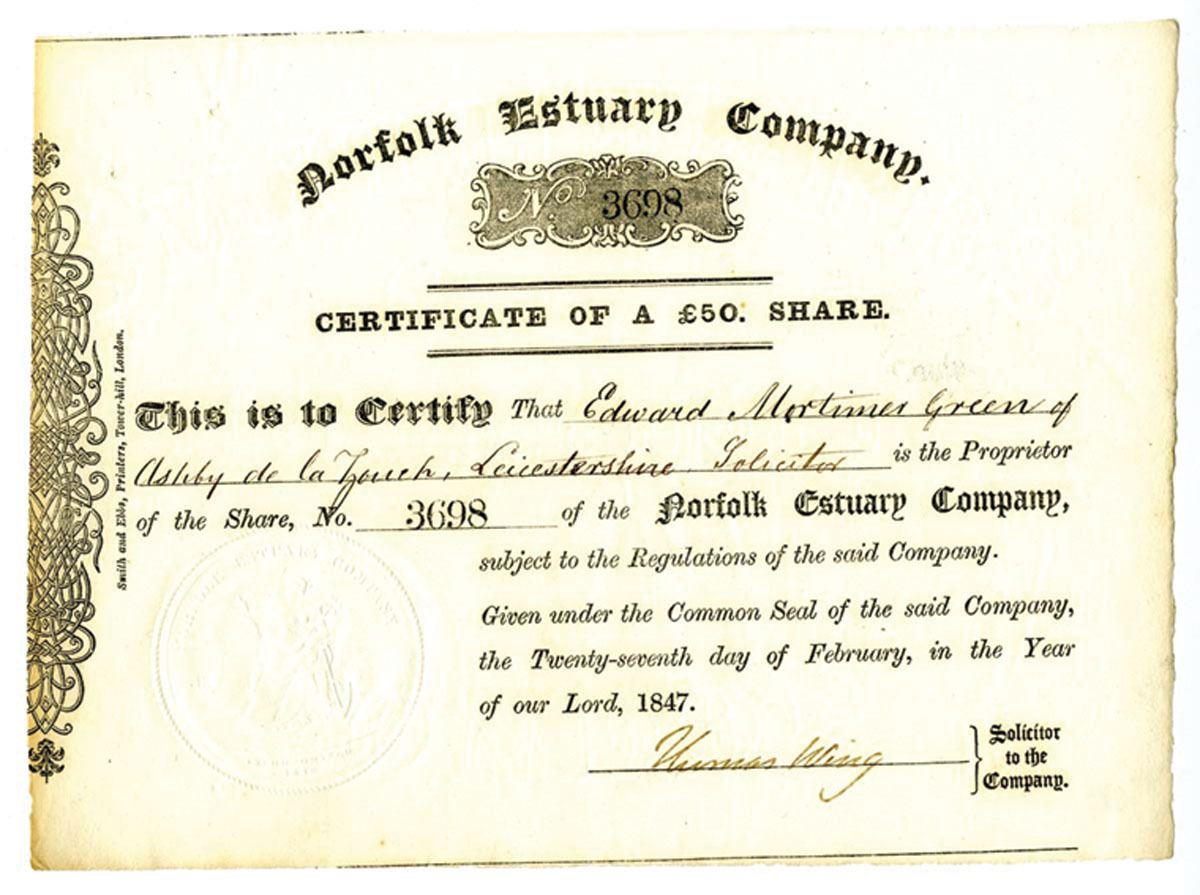 Norfolk Estuary Company.
No. 3698
CERTIFICATE OF A £50. SHARE.
This is to Certify That Edward Mortimer Green of
Ashby de la Zouch, Leicestershire. Solicitor is the Proprietor
of the Share, No. 3698 of the Norfolk Estuary Company,
subject to the Regulations of the said Company.
Given under the Common Seal of the said Company,
the Twenty-seventh day of February, in the Year
of our Lord, 1847.
Thomas Wing
Solicitor
to the
Company.
Smith and Ebbs, Printers, Tower-hill, London.
NORFOLK ESTUARY COMPANY